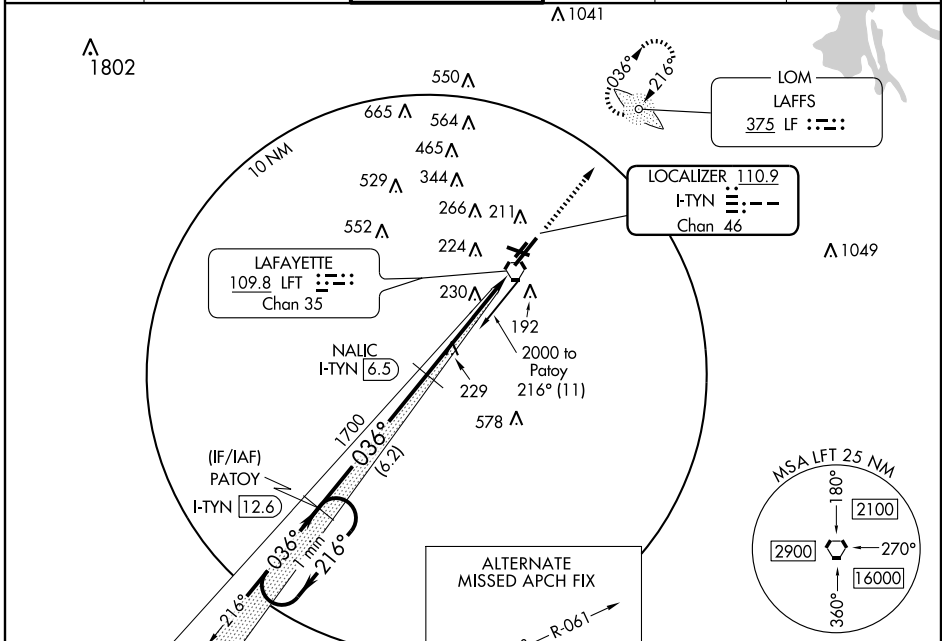 1041
1802
036°
216°
LOM
LAFFS
375 LF
550
665
564
10 NM
465
529
344
LOCALIZER 110.9
I-TYN
Chan 46
266
211
552
224
1049
LAFAYETTE
109.8 LFT
Chan 35
230
192
NALIC
I-TYN 6.5
2000 to
Patoy
216° (11)
229
578
1700
036°
(6.2)
(IF/IAF)
PATOY
I-TYN 12.6
036°
1 min
216°
216°
MSA LFT 25 NM
180°
2100
2900
270°
16000
360°
ALTERNATE
MISSED APCH FIX
R-061